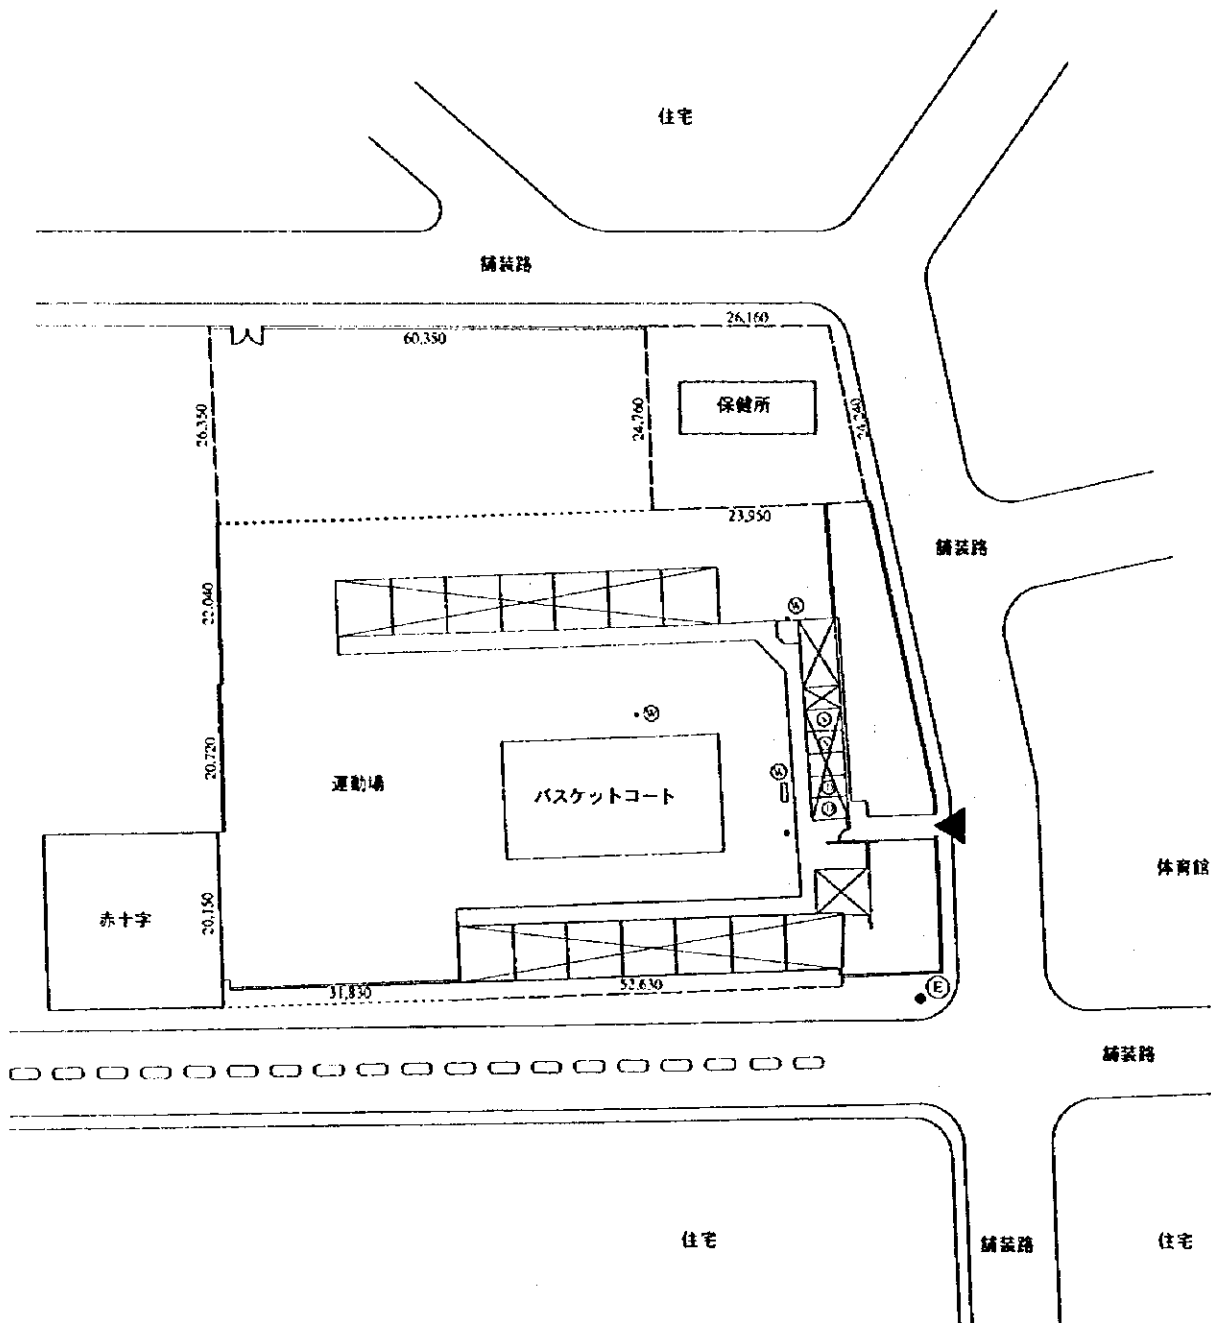 住宅
舗装路
26,160
60,350
26,350
24,760
保健所
24,240
23,950
舗装路
22,040
W
W
20,720
運動場
バスケットコート
W
体育館
赤十字
20,150
31,830
52,630
E
舗装路
住宅
舗装路
住宅